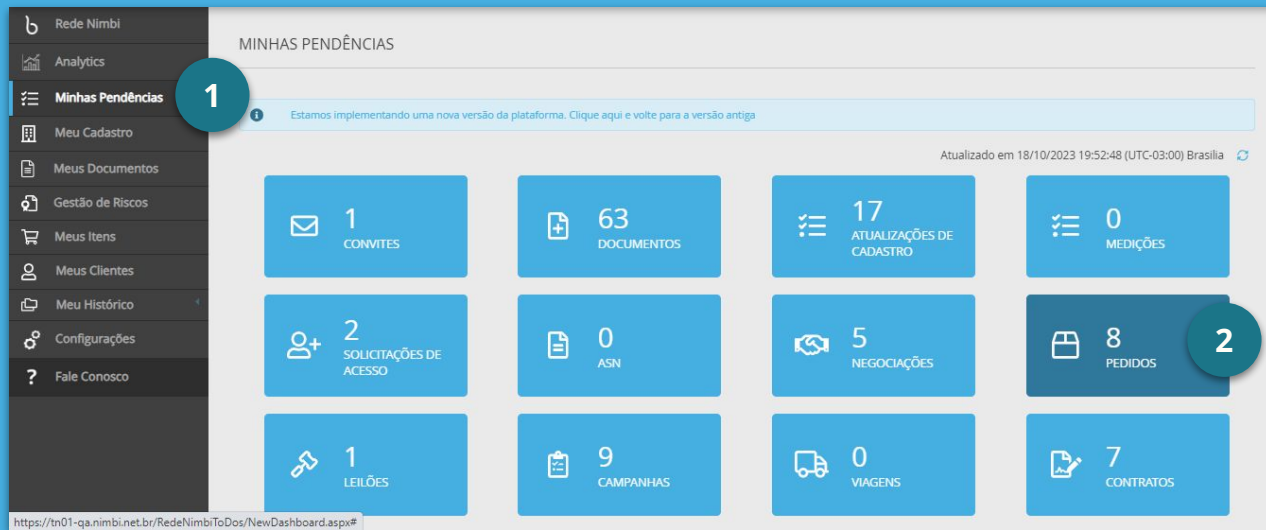 Rede Nimbi
Analytics
Minhas Pendências
1
Meu Cadastro
Meus Documentos
Gestão de Riscos
Meus Itens
Meus Clientes
Meu Histórico
Configurações
? Fale Conosco
MINHAS PENDÊNCIAS
Estamos implementando uma nova versão da plataforma. Clique aqui e volte para a versão antiga
Atualizado em 18/10/2023 19:52:48 (UTC-03:00) Brasilia
1
CONVITES
63
DOCUMENTOS
17
ATUALIZAÇÕES DE
CADASTRO
0
MEDIÇÕES
2
SOLICITAÇÕES DE
ACESSO
0
ASN
5
NEGOCIAÇÕES
8
PEDIDOS
2
1
LEILÕES
9
CAMPANHAS
0
VIAGENS
7
CONTRATOS
https://tn01-qa.nimbi.net.br/RedeNimbiToDos/NewDashboard.aspx#